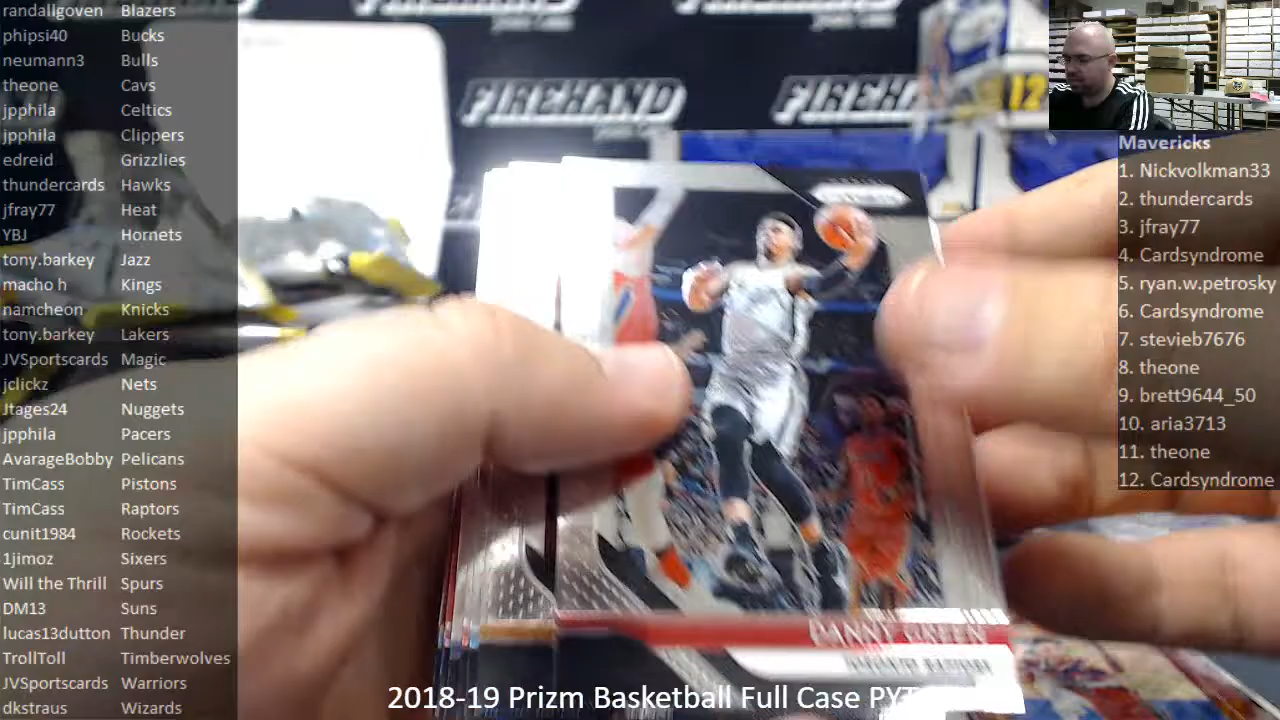 randallgoven Blazers
phipsi40 Bucks
neumann3 Bulls
theone Cavs
jpphila Celtics
jpphila Clippers
edreid Grizzlies
thundercards Hawks
jfray77 Heat
YBJ Hornets
tony.barkey Jazz
macho h Kings
namcheon Knicks
tony.barkey Lakers
JVSportscards Magic
jclickz Nets
Jtages24 Nuggets
jpphila Pacers
AvarageBobby Pelicans
TimCass Pistons
TimCass Raptors
cunit1984 Rockets
1jimoz Sixers
Will the Thrill Spurs
DM13 Suns
lucas13dutton Thunder
TrollToll Timberwolves
JVSportscards Warriors
dkstraus Wizards
FIREHAND
FIREHAND
12
DANNY GREEN
2018-19 Prizm Basketball Full Case PYT
Mavericks
1. Nickvolkman33
2. thundercards
3. jfray77
4. Cardsyndrome
5. ryan.w.petrosky
6. Cardsyndrome
7. stevieb7676
8. theone
9. brett9644_50
10. aria3713
11. theone
12. Cardsyndrome